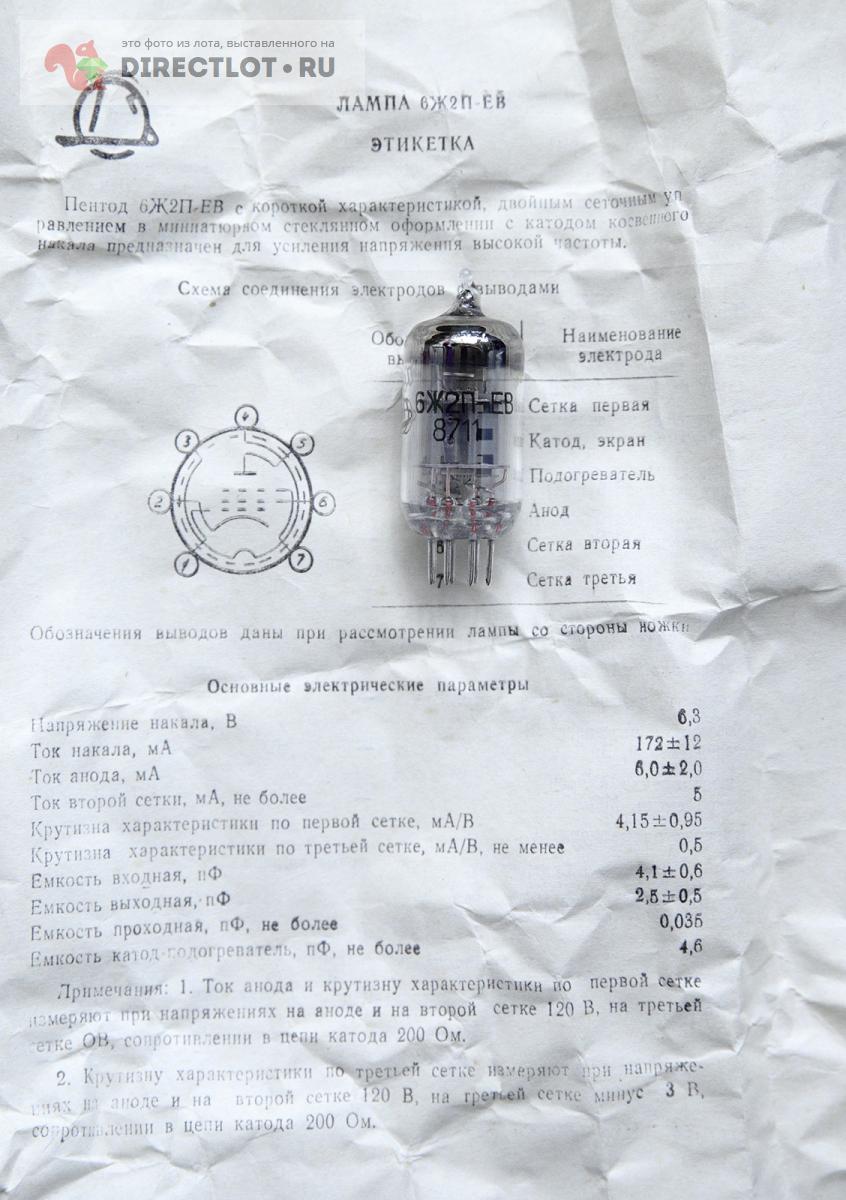 это фото из лота, выставленного на
DIRECTLOT.RU
ЛАМПА 6Ж2П-ЕВ
ЭТИКЕТКА
Пентод 6Ж2П-ЕВ с короткой характеристикой, двойным сеточным уп
равлением в миниатюрном стеклянном оформлении с катодом косвенного
накала предназначен для усиления напряжения высокой частоты.
Схема соединения электродов с выводами
Наименование
электрода
Сетка первая
6Ж2П-ЕВ
8711
Катод, экран
Подогреватель
Анод
6 Сетка вторая
7 Сетка третья
1 2 3 4 5 6 7
Обозначения выводов даны при рассмотрении лампы со стороны ножки
Основные электрические параметры
Напряжение накала, В 6,3
Ток накала, мА 172±12
Ток анода, мА 6,0±2,0
Ток второй сетки, мА, не более 5
Крутизна характеристики по первой сетке, мА/В 4,15±0,95
Крутизна характеристики по третьей сетке, мА/В, не менее 0,5
Емкость входная, пФ 4,1±0,6
Емкость выходная, пФ 2,5±0,5
Емкость проходная, пФ, не более 0,035
Емкость катод-подогреватель, пФ, не более 4,6
Примечания: 1. Ток анода и крутизну характеристики по первой сетке
измеряют при напряжениях на аноде и на второй сетке 120 В, на третьей
сетке ОВ, сопротивлении в цепи катода 200 Ом.
2. Крутизну характеристики по третьей сетке измеряют при напряже-
ниях на аноде и на второй сетке 120 В, на третьей сетке минус 3 В,
сопротивлении в цепи катода 200 Ом.